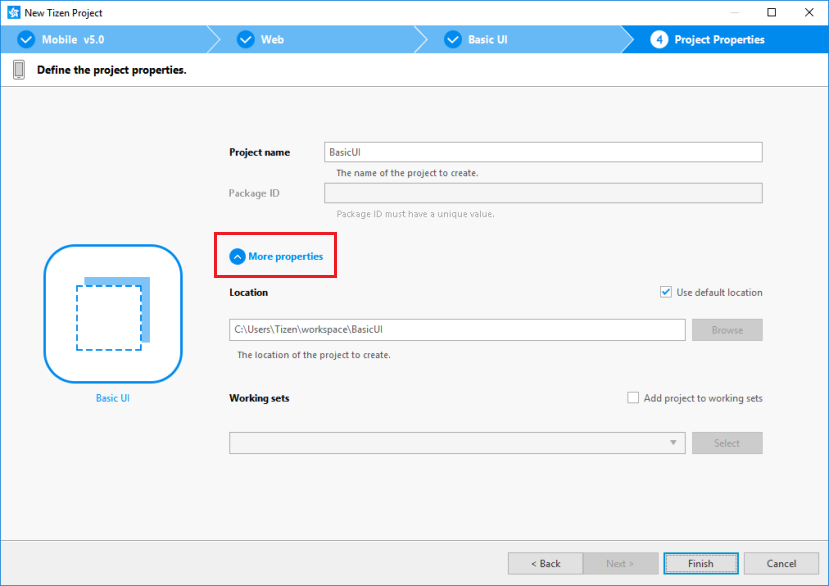 New Tizen Project
Mobile v5.0
Web
Basic UI
4 Project Properties
Define the project properties.
Project name BasicUI
The name of the project to create.
Package ID
Package ID must have a unique value.
More properties
Location Use default location
C:\Users\Tizen\workspace\BasicUI Browse
The location of the project to create.
Basic UI
Working sets Add project to working sets
Select
< Back Next > Finish Cancel